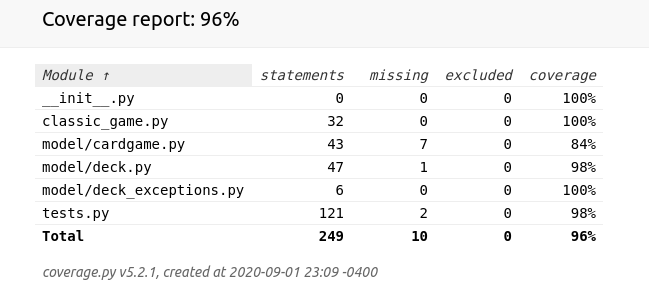 Coverage report: 96%
Module ↑ statements missing excluded coverage
__init__.py 0 0 0 100%
classic_game.py 32 0 0 100%
model/cardgame.py 43 7 0 84%
model/deck.py 47 1 0 98%
model/deck_exceptions.py 6 0 0 100%
tests.py 121 2 0 98%
Total 249 10 0 96%
coverage.py v5.2.1, created at 2020-09-01 23:09 -0400